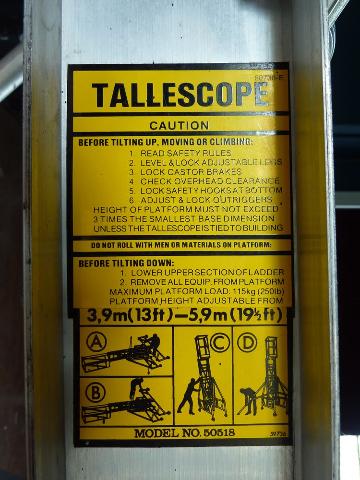 50738-E
TALLESCOPE
CAUTION
BEFORE TILTING UP, MOVING OR CLIMBING:
1. READ SAFETY RULES
2. LEVEL & LOCK ADJUSTABLE LEGS
3. LOCK CASTOR BRAKES
4. CHECK OVERHEAD CLEARANCE
5. LOCK SAFETY HOOKS AT BOTTOM
6. ADJUST & LOCK OUTRIGGERS
HEIGHT OF PLATFORM MUST NOT EXCEED
3 TIMES THE SMALLEST BASE DIMENSION
UNLESS THE TALLESCOPE IS TIED TO BUILDING
DO NOT ROLL WITH MEN OR MATERIALS ON PLATFORM:
BEFORE TILTING DOWN:
1. LOWER UPPER SECTION OF LADDER
2. REMOVE ALL EQUIP. FROM PLATFORM
MAXIMUM PLATFORM LOAD: 115kg (250lb)
PLATFORM, HEIGHT ADJUSTABLE FROM
3,9m (13ft) — 5,9m (19½ ft)
A
B
C
D
MODEL NO. 50518